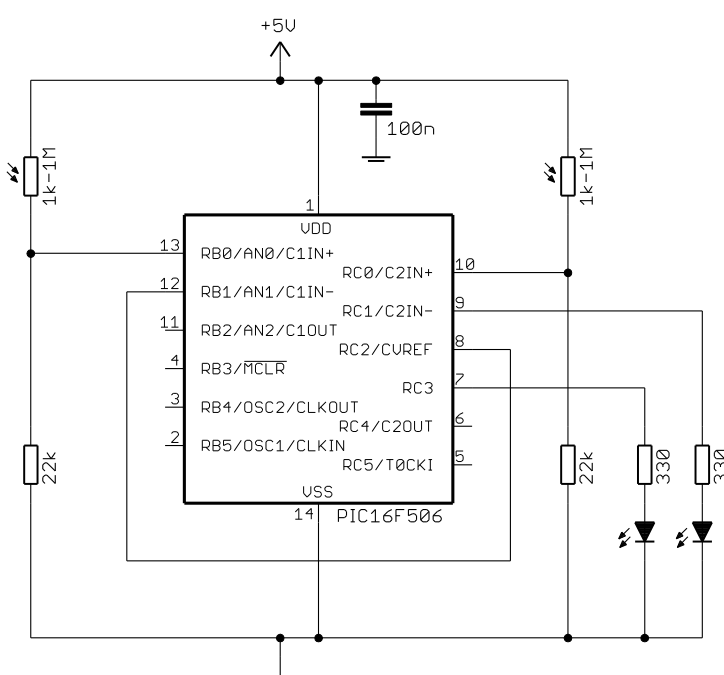 +5V
100n
1k-1M
1k-1M
1
VDD
13
RB0/AN0/C1IN+
RC0/C2IN+
10
12
RB1/AN1/C1IN-
RC1/C2IN-
9
11
RB2/AN2/C1OUT
RC2/CVREF
8
4
RB3/MCLR
RC3
7
3
RB4/OSC2/CLKOUT
RC4/C2OUT
6
2
RB5/OSC1/CLKIN
RC5/T0CKI
5
22k
22k
330
330
VSS
14
PIC16F506